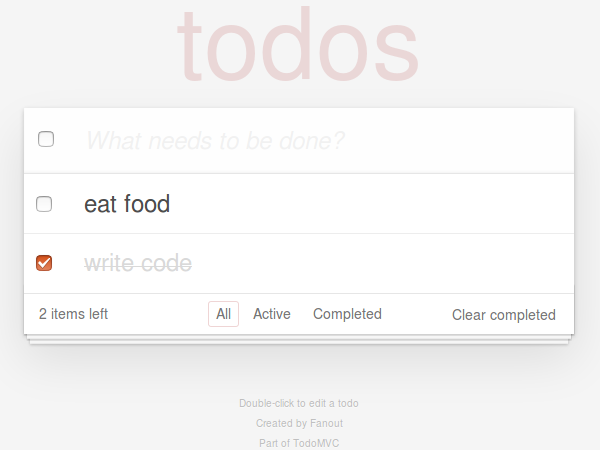 todos
What needs to be done?
eat food
write code
2 items left All Active Completed Clear completed
Double-click to edit a todo
Created by Fanout
Part of TodoMVC